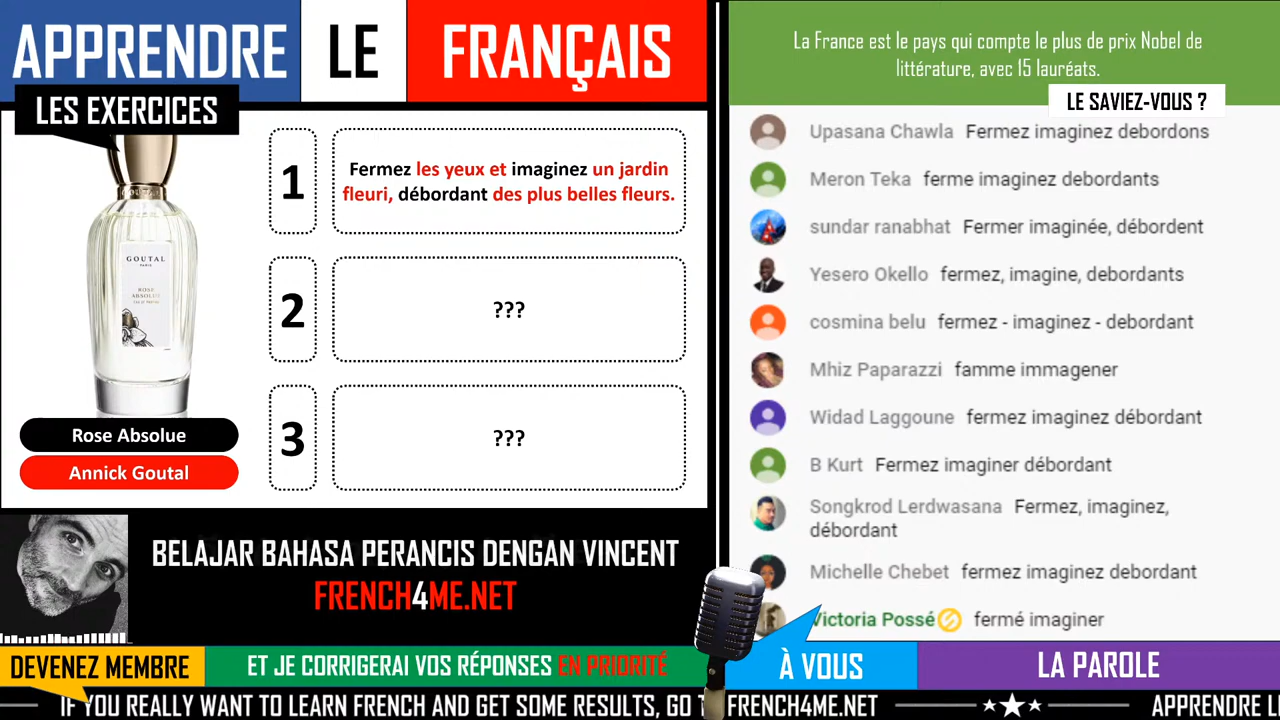 APPRENDRE LE FRANÇAIS
LES EXERCICES
GOUTAL
PARIS
ROSE
ABSOLUE
Rose Absolue
Annick Goutal
1
Fermez les yeux et imaginez un jardin
fleuri, débordant des plus belles fleurs.
2
???
3
???
BELAJAR BAHASA PERANCIS DENGAN VINCENT
FRENCH4ME.NET
La France est le pays qui compte le plus de prix Nobel de
littérature, avec 15 lauréats.
LE SAVIEZ-VOUS ?
Upasana Chawla Fermez imaginez debordons
Meron Teka ferme imaginez debordants
sundar ranabhat Fermer imaginée, débordent
Yesero Okello fermez, imagine, debordants
cosmina belu fermez - imaginez - debordant
Mhiz Paparazzi famme immagener
Widad Laggoune fermez imaginez débordant
B Kurt Fermez imaginer débordant
Songkrod Lerdwasana Fermez, imaginez,
débordant
Michelle Chebet fermez imaginez debordant
Victoria Possé fermé imaginer
DEVENEZ MEMBRE
ET JE CORRIGERAI VOS RÉPONSES EN PRIORITÉ
À VOUS
LA PAROLE
IF YOU REALLY WANT TO LEARN FRENCH AND GET SOME RESULTS, GO T FRENCH4ME.NET
APPRENDRE L